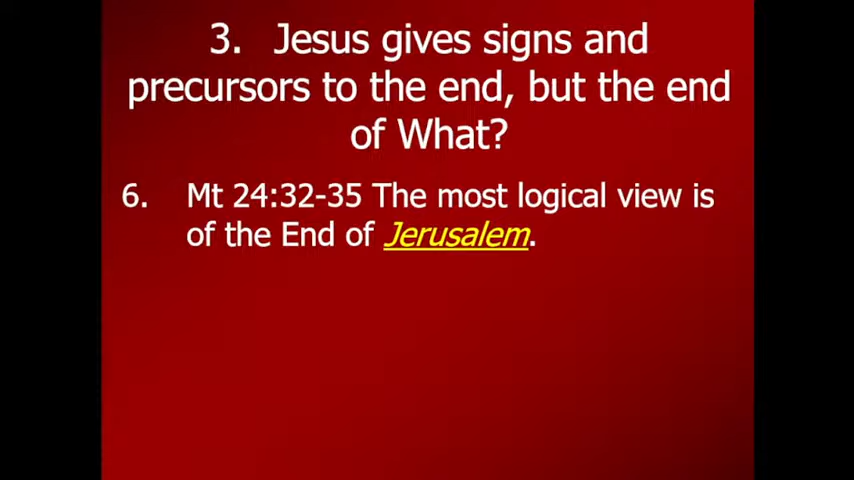 3. Jesus gives signs and
precursors to the end, but the end
of What?
6. Mt 24:32-35 The most logical view is
of the End of Jerusalem.